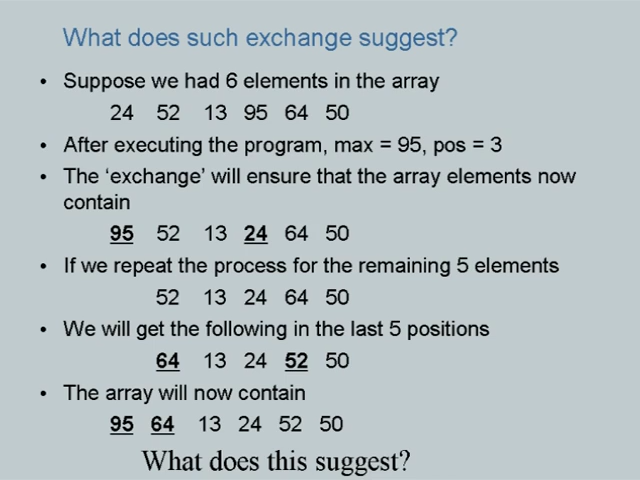 What does such exchange suggest?
• Suppose we had 6 elements in the array
24 52 13 95 64 50
• After executing the program, max = 95, pos = 3
• The ‘exchange’ will ensure that the array elements now
contain
95 52 13 24 64 50
• If we repeat the process for the remaining 5 elements
52 13 24 64 50
• We will get the following in the last 5 positions
64 13 24 52 50
• The array will now contain
95 64 13 24 52 50
What does this suggest?